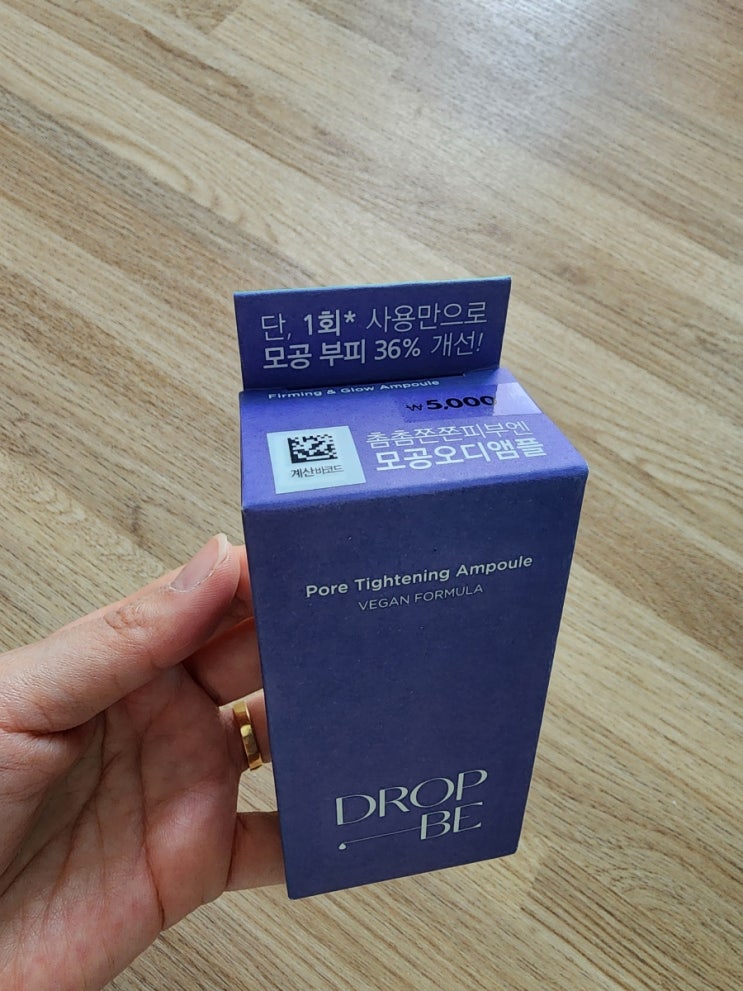 단, 1회* 사용만으로
모공 부피 36% 개선!
Firming & Glow Ampoule
₩5,000
계산바코드
촘촘쫀쫀피부엔
모공오디앰플
Pore Tightening Ampoule
VEGAN FORMULA
DROP
BE